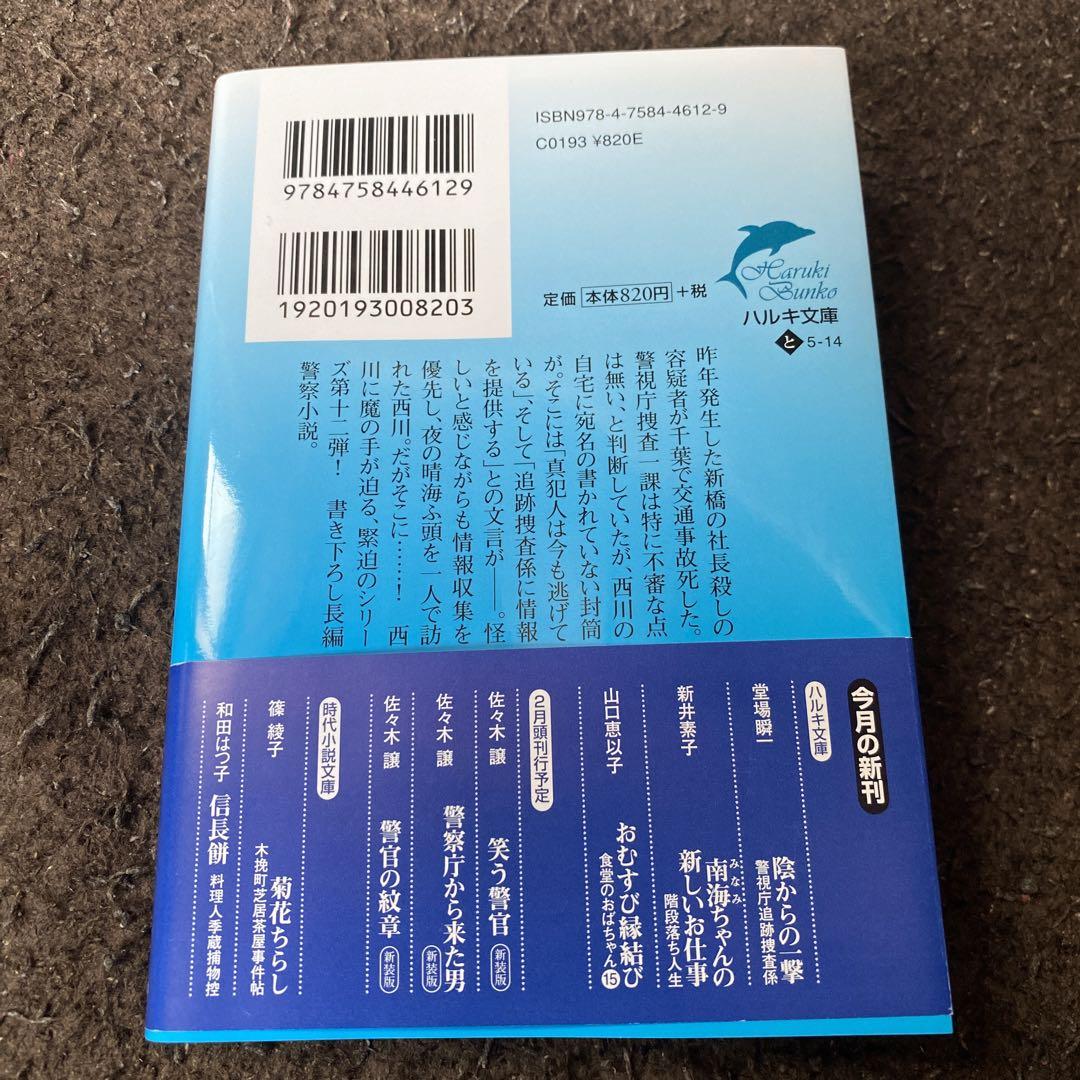 ISBN978-4-7584-4612-9
C0193 ¥820E
9784758446129
1920193008203
定価 本体820円 +税
Haruki
Bunko
ハルキ文庫
と 5-14
昨年発生した新橋の社長殺しの
容疑者が千葉で交通事故死した。
警視庁捜査一課は特に不審な点
は無い、と判断していたが、西川の
自宅に宛名の書かれていない封筒
が。そこには「真犯人は今も逃げて
いる」、そして「追跡捜査係に情報
を提供する」との文言が――。怪
しいと感じながらも情報収集を
優先し、夜の晴海ふ頭を一人で訪
れた西川。だがそこに……! 西
川に魔の手が迫る、緊迫のシリー
ズ第十二弾! 書き下ろし長編
警察小説。
今月の新刊
ハルキ文庫
堂場瞬一 陰からの一撃 警視庁追跡捜査係
新井素子 南海ちゃんの みなみ
新しいお仕事 階段落ち人生
山口恵以子 おむすび縁結び 食堂のおばちゃん⑮
2月頭刊行予定
佐々木 譲 笑う警官 新装版
佐々木 譲 警察庁から来た男 新装版
佐々木 譲 警官の紋章 新装版
時代小説文庫
篠 綾子 菊花ちらし 木挽町芝居茶屋事件帖
和田はつ子 信長餅 料理人季蔵捕物控